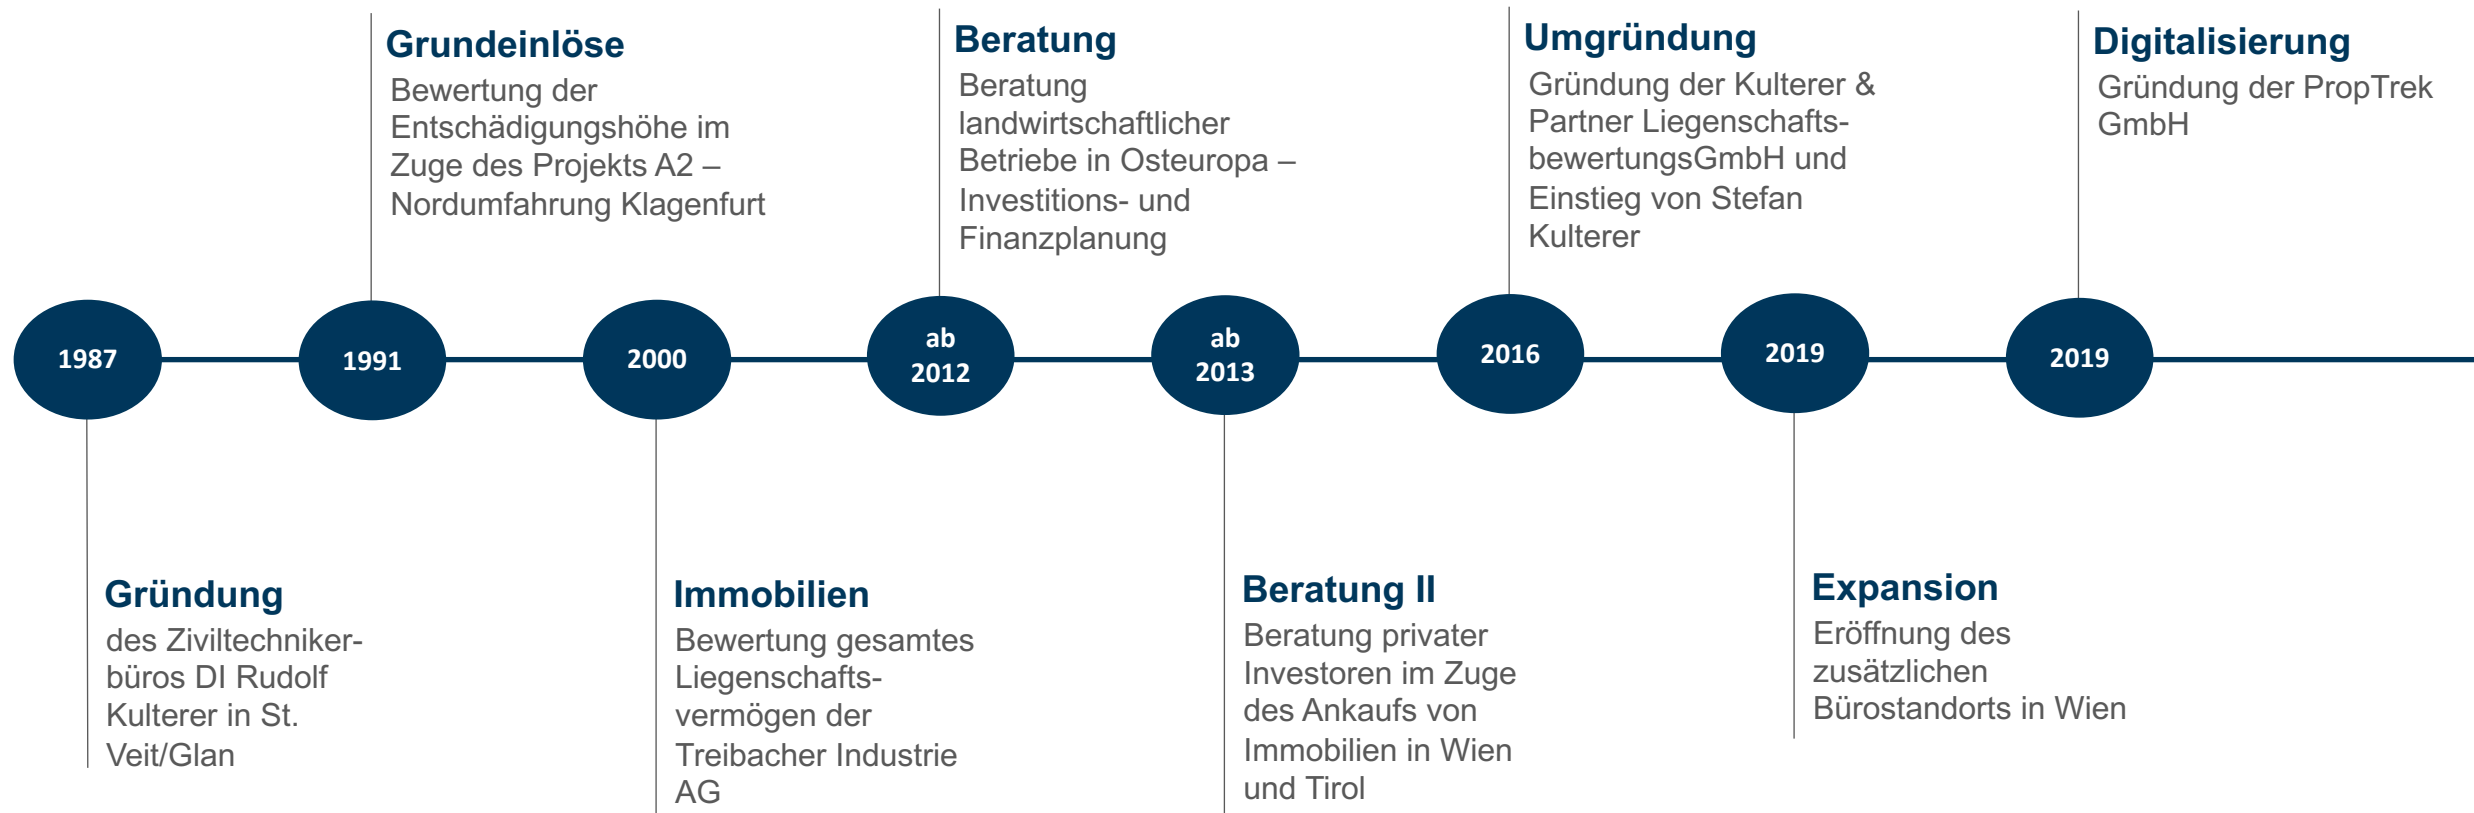 Grundeinlöse
Bewertung der
Entschädigungshöhe im
Zuge des Projekts A2 –
Nordumfahrung Klagenfurt
Beratung
Beratung
landwirtschaftlicher
Betriebe in Osteuropa –
Investitions- und
Finanzplanung
Umgründung
Gründung der Kulterer &
Partner Liegenschafts-
bewertungsGmbH und
Einstieg von Stefan
Kulterer
Digitalisierung
Gründung der PropTrek
GmbH
1987
1991
2000
ab
2012
ab
2013
2016
2019
2019
Gründung
des Ziviltechniker-
büros DI Rudolf
Kulterer in St.
Veit/Glan
Immobilien
Bewertung gesamtes
Liegenschafts-
vermögen der
Treibacher Industrie
AG
Beratung II
Beratung privater
Investoren im Zuge
des Ankaufs von
Immobilien in Wien
und Tirol
Expansion
Eröffnung des
zusätzlichen
Bürostandorts in Wien